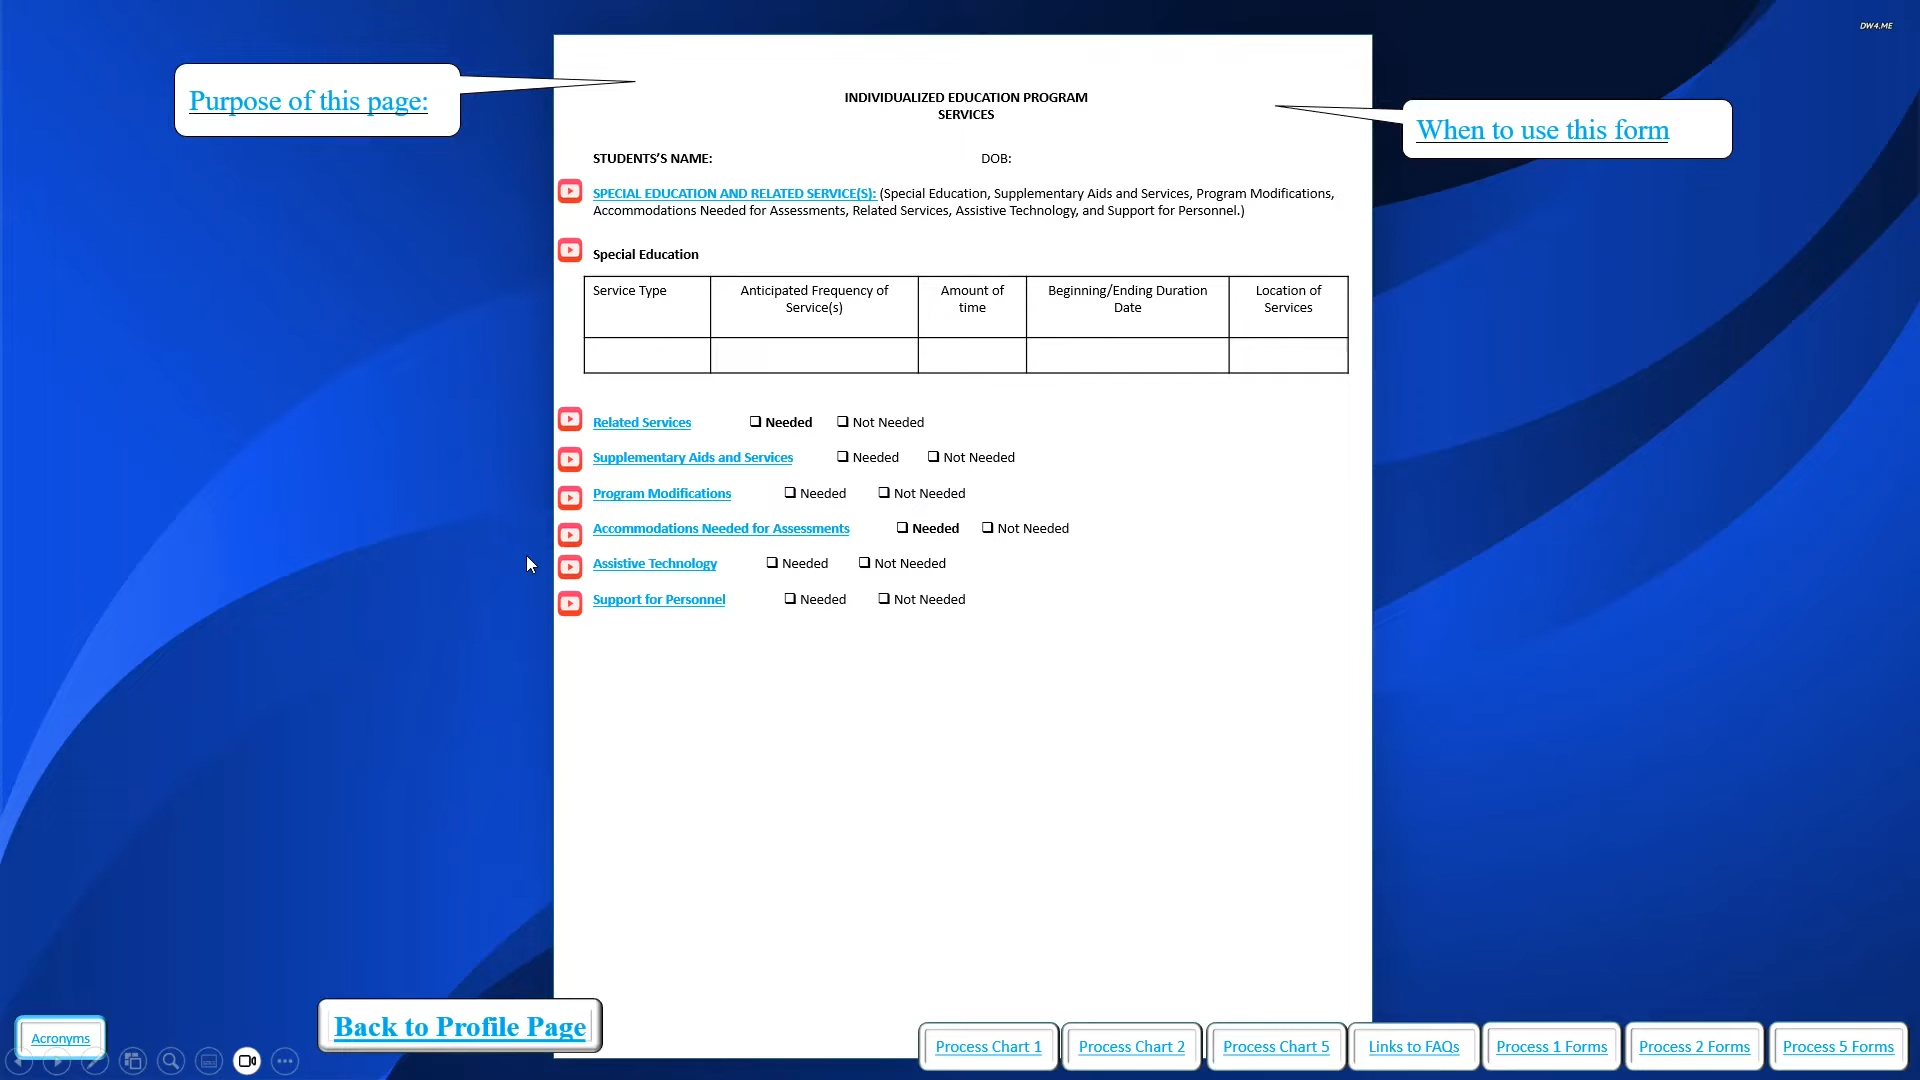 DW4.ME
Purpose of this page:
When to use this form
INDIVIDUALIZED EDUCATION PROGRAM
SERVICES
STUDENTS’S NAME: DOB:
SPECIAL EDUCATION AND RELATED SERVICE(S): (Special Education, Supplementary Aids and Services, Program Modifications,
Accommodations Needed for Assessments, Related Services, Assistive Technology, and Support for Personnel.)
Special Education
Service Type
Anticipated Frequency of
Service(s)
Amount of
time
Beginning/Ending Duration
Date
Location of
Services
Related Services ❑ Needed ❑ Not Needed
Supplementary Aids and Services ❑ Needed ❑ Not Needed
Program Modifications ❑ Needed ❑ Not Needed
Accommodations Needed for Assessments ❑ Needed ❑ Not Needed
Assistive Technology ❑ Needed ❑ Not Needed
Support for Personnel ❑ Needed ❑ Not Needed
Acronyms
Back to Profile Page
Process Chart 1
Process Chart 2
Process Chart 5
Links to FAQs
Process 1 Forms
Process 2 Forms
Process 5 Forms